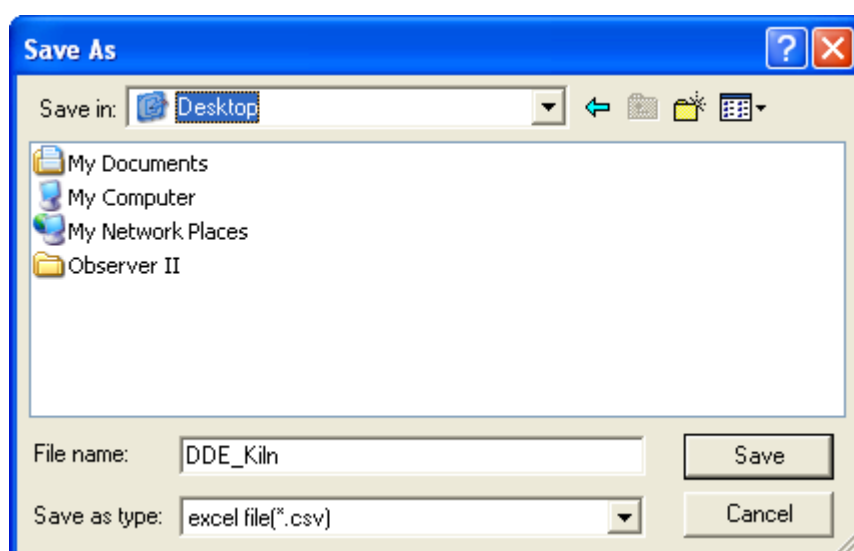 Save As
Save in: Desktop
My Documents
My Computer
My Network Places
Observer II
File name: DDE_Kiln Save
Save as type: excel file(*.csv) Cancel